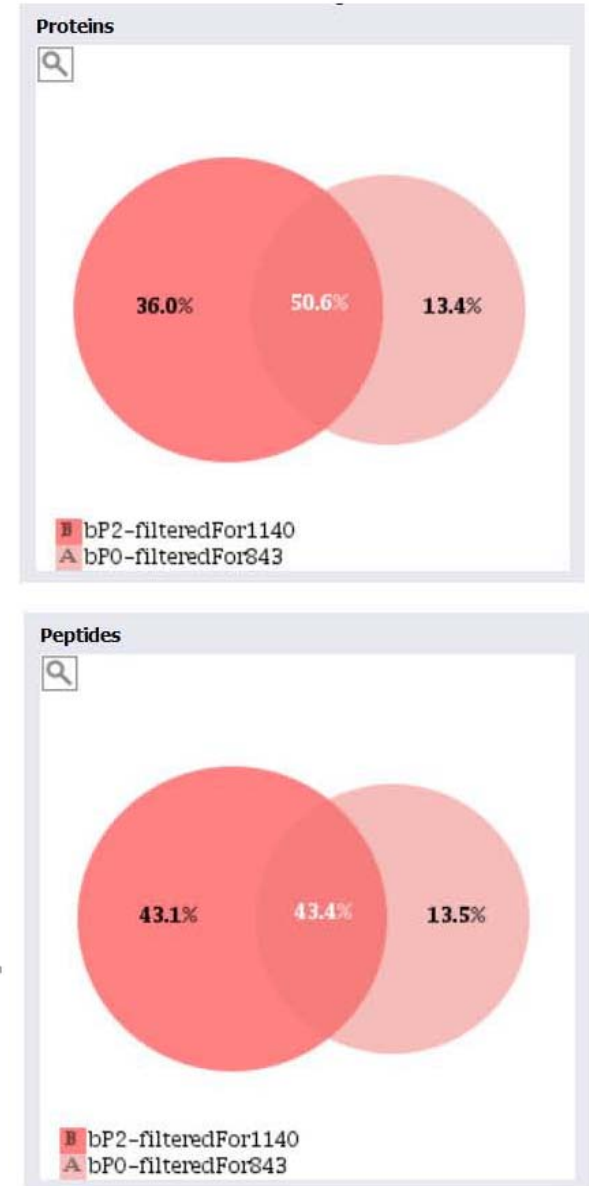 Proteins
36.0% 50.6% 13.4%
B bP2-filteredFor1140
A bP0-filteredFor843
Peptides
43.1% 43.4% 13.5%
B bP2-filteredFor1140
A bP0-filteredFor843